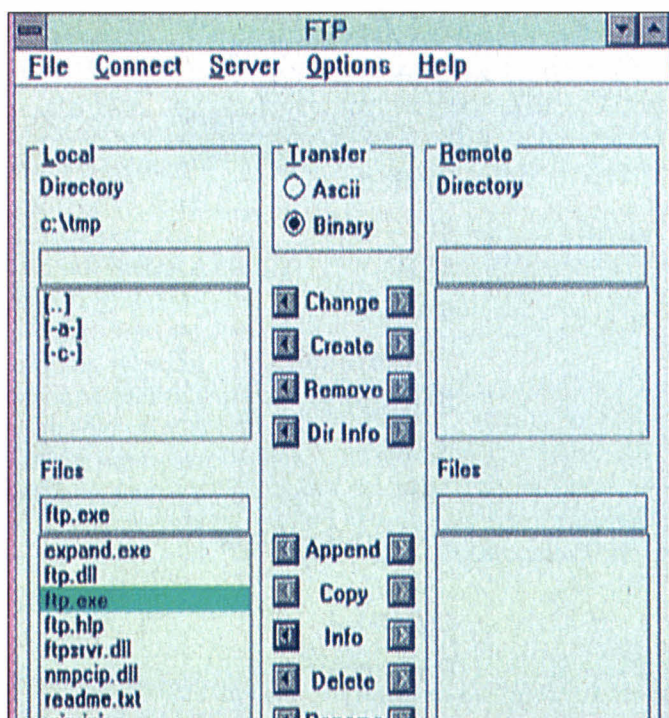 FTP
File Connect Server Options Help
Local
Directory
c:\tmp
[..]
[-a-]
[-c-]
Files
ftp.exe
expand.exe
ftp.dll
ftp.exe
ftp.hlp
ftpsrvr.dll
nmpcip.dll
readme.txt
Transfer
Ascii
Binary
Change
Create
Remove
Dir Info
Append
Copy
Info
Delete
Rename
Remote
Directory
Files